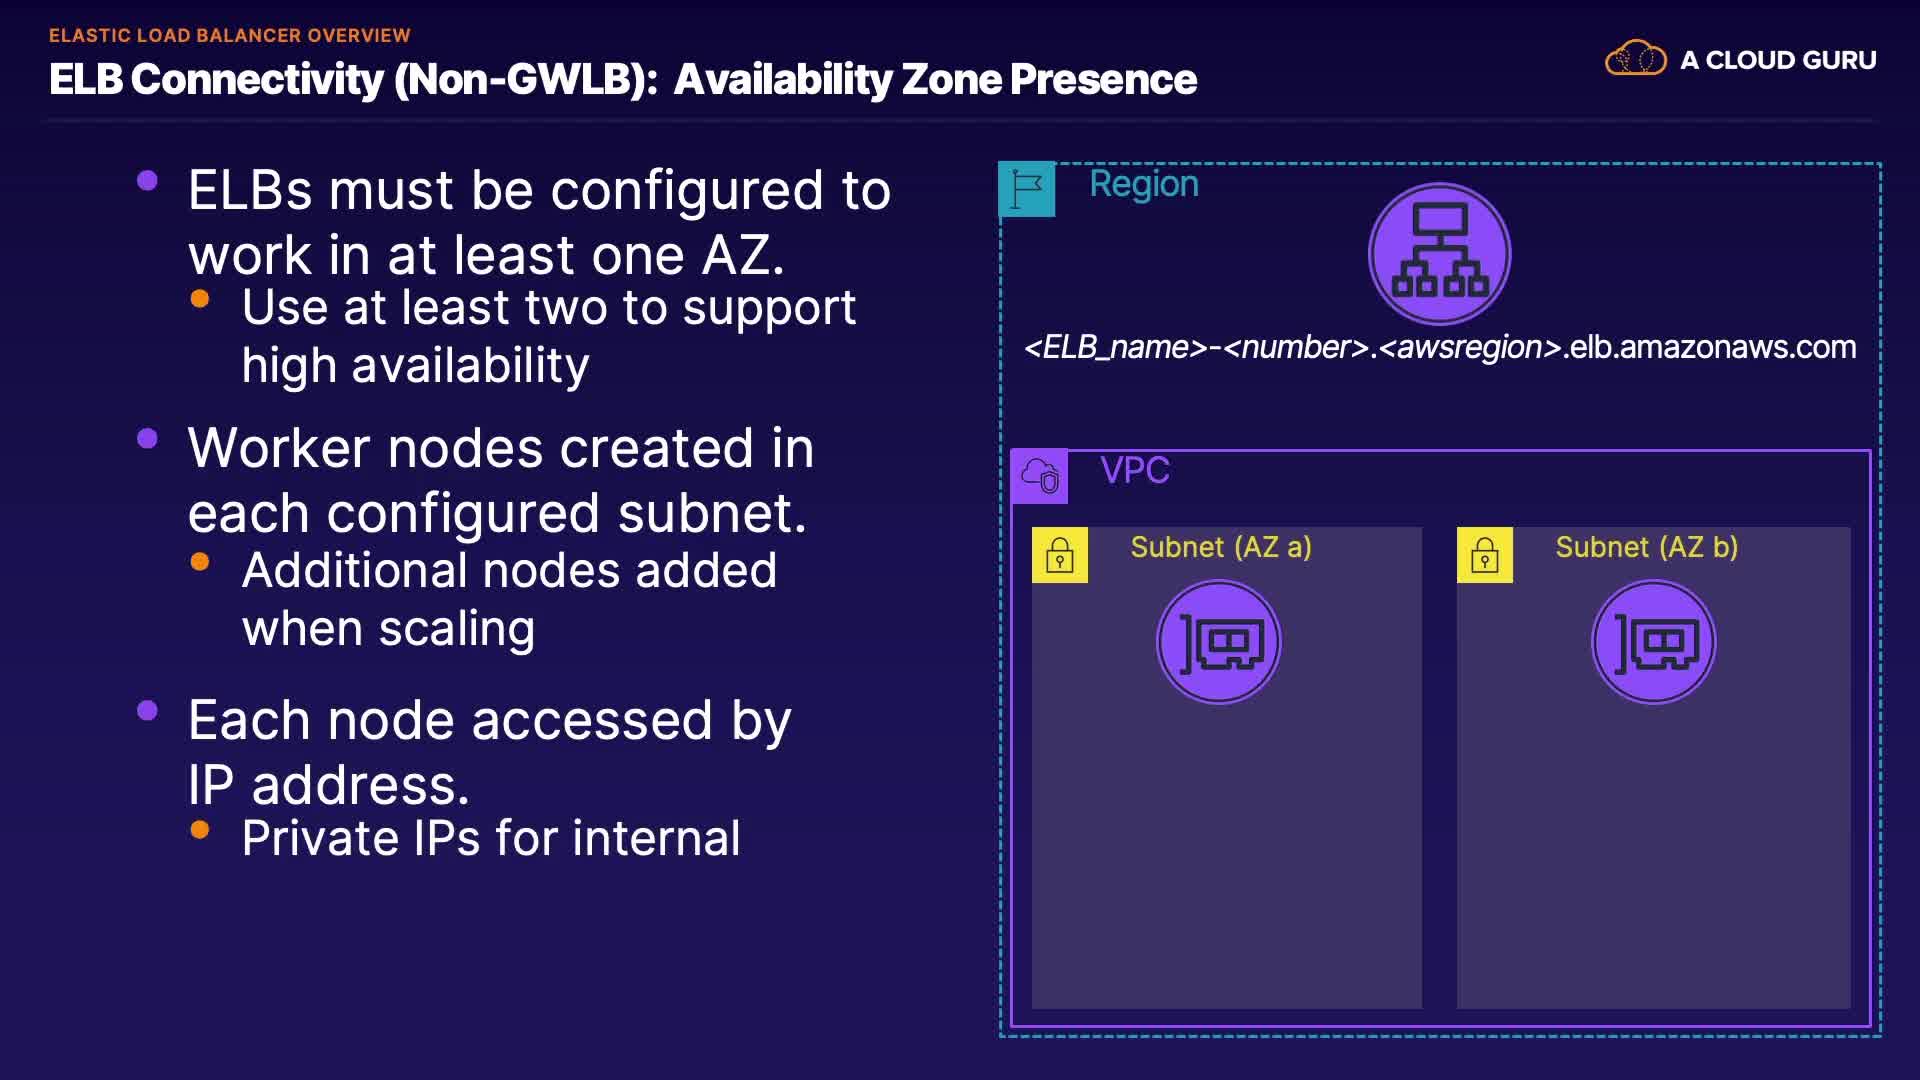 ELASTIC LOAD BALANCER OVERVIEW
ELB Connectivity (Non-GWLB): Availability Zone Presence
A CLOUD GURU
ELBs must be configured to
work in at least one AZ.
Use at least two to support
high availability
Worker nodes created in
each configured subnet.
Additional nodes added
when scaling
Each node accessed by
IP address.
Private IPs for internal
Region
<ELB_name>-<number>.<awsregion>.elb.amazonaws.com
VPC
Subnet (AZ a)
Subnet (AZ b)